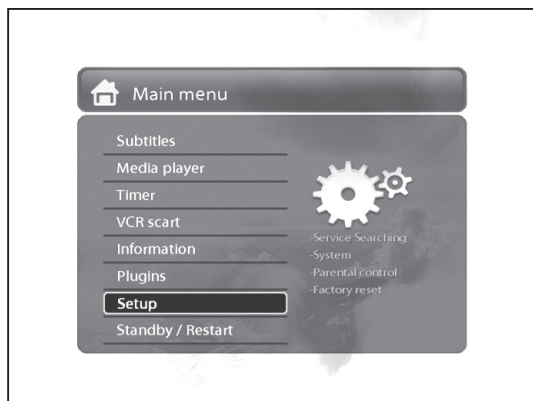 Main menu
Subtitles
Media player
Timer
VCR scart
Information
Plugins
Setup
Standby / Restart
-Service Searching
-System
-Parental control
-Factory reset